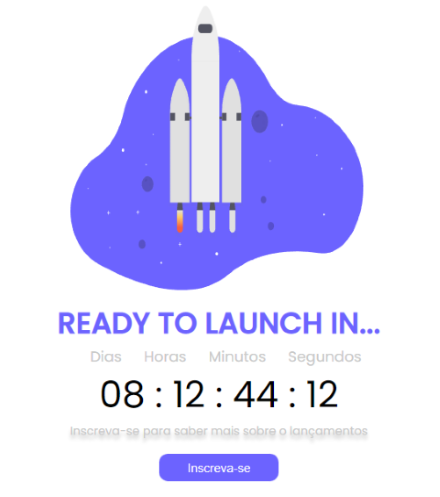 READY TO LAUNCH IN...
Dias Horas Minutos Segundos
08 : 12 : 44 : 12
Inscreva-se para saber mais sobre o lançamentos
Inscreva-se